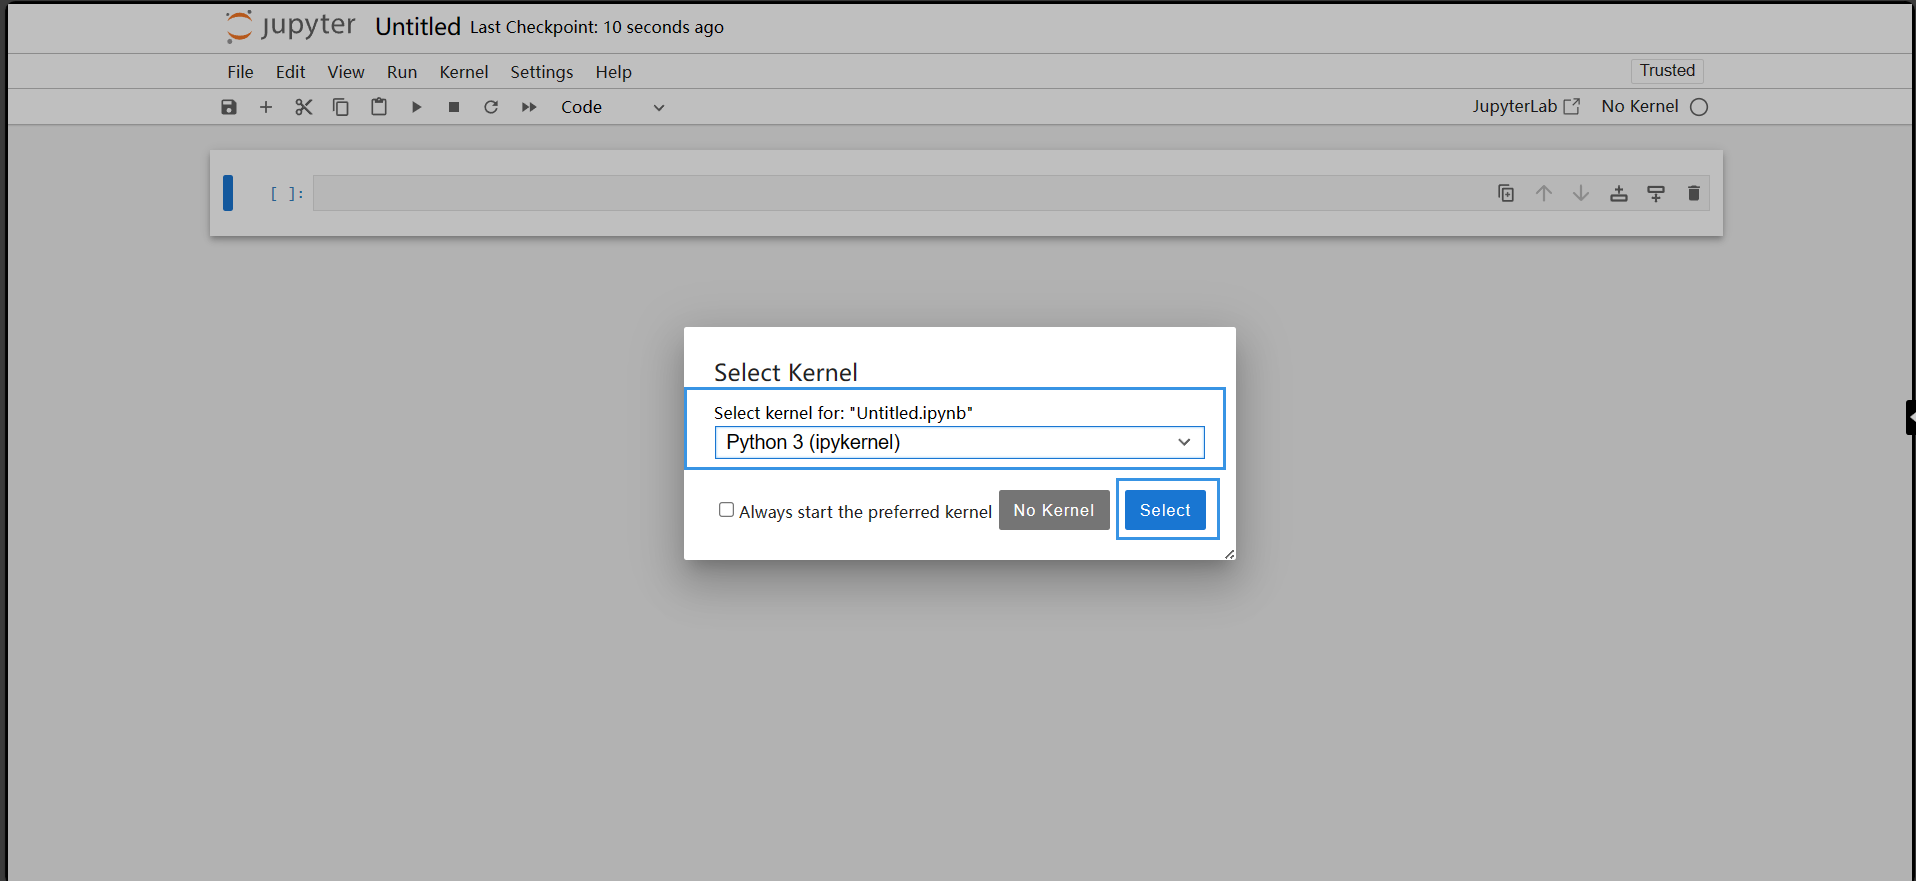 jupyter Untitled Last Checkpoint: 10 seconds ago
File Edit View Run Kernel Settings Help Trusted
Code JupyterLab No Kernel
[ ]:
Select Kernel
Select kernel for: "Untitled.ipynb"
Python 3 (ipykernel)
Always start the preferred kernel No Kernel Select